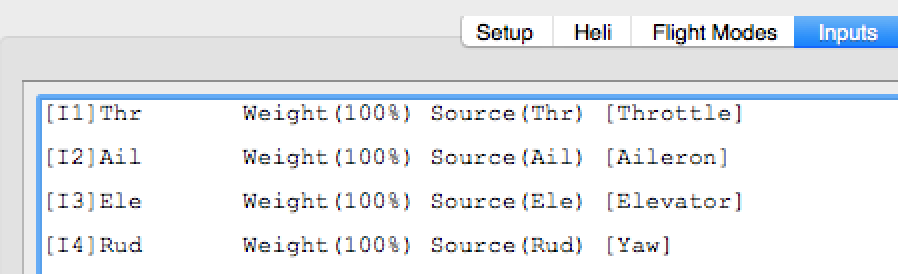 Setup Heli Flight Modes Inputs
[I1]Thr Weight(100%) Source(Thr) [Throttle]
[I2]Ail Weight(100%) Source(Ail) [Aileron]
[I3]Ele Weight(100%) Source(Ele) [Elevator]
[I4]Rud Weight(100%) Source(Rud) [Yaw]